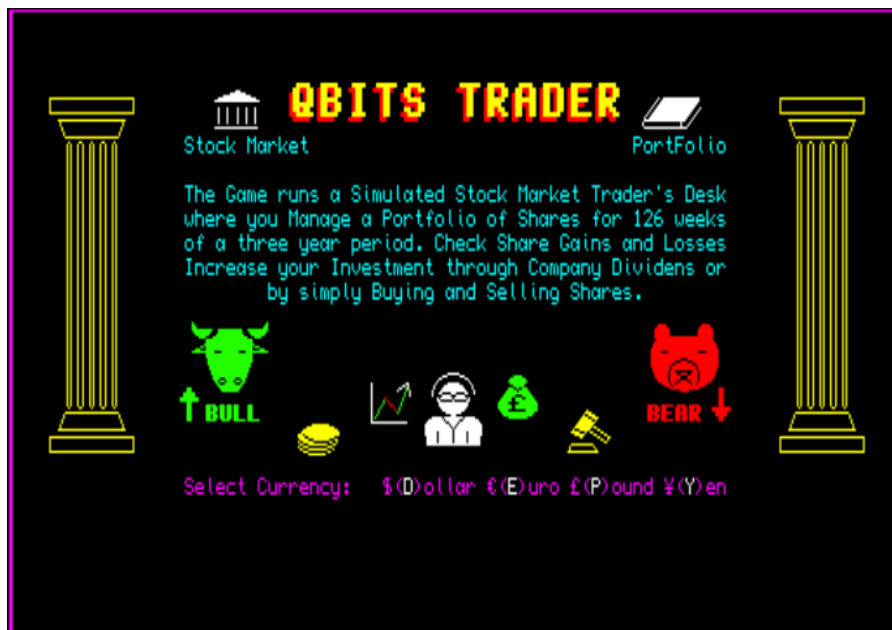 QBITS TRADER
Stock Market PortFolio
The Game runs a Simulated Stock Market Trader's Desk
where you Manage a Portfolio of Shares for 126 weeks
of a three year period. Check Share Gains and Losses
Increase your Investment through Company Dividens or
by simply Buying and Selling Shares.
£
BULL BEAR
Select Currency: $(D)ollar €(E)uro £(P)ound ¥(Y)en